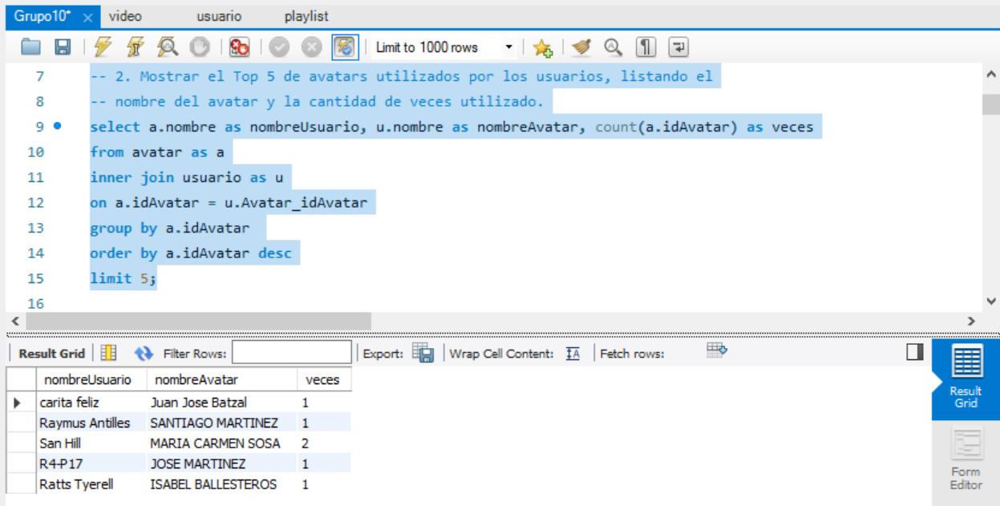 Grupo10* × video usuario playlist
Limit to 1000 rows
7 -- 2. Mostrar el Top 5 de avatars utilizados por los usuarios, listando el
8 -- nombre del avatar y la cantidad de veces utilizado.
9 select a.nombre as nombreUsuario, u.nombre as nombreAvatar, count(a.idAvatar) as veces
10 from avatar as a
11 inner join usuario as u
12 on a.idAvatar = u.Avatar_idAvatar
13 group by a.idAvatar
14 order by a.idAvatar desc
15 limit 5;
16
Result Grid Filter Rows: Export: Wrap Cell Content: IA Fetch rows:
nombreUsuario nombreAvatar veces
carita feliz Juan Jose Batzal 1
Raymus Antilles SANTIAGO MARTINEZ 1
San Hill MARIA CARMEN SOSA 2
R4-P17 JOSE MARTINEZ 1
Ratts Tyerell ISABEL BALLESTEROS 1
Result
Grid
Form
Editor